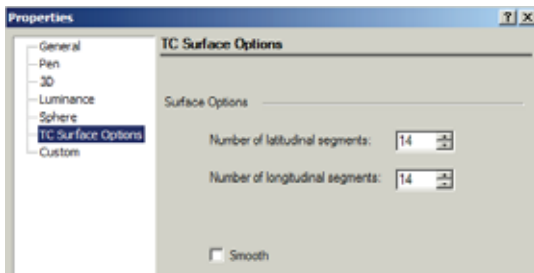 Properties
General
Pen
3D
Luminance
Sphere
TC Surface Options
Custom
TC Surface Options
Surface Options
Number of latitudinal segments: 14
Number of longitudinal segments: 14
Smooth